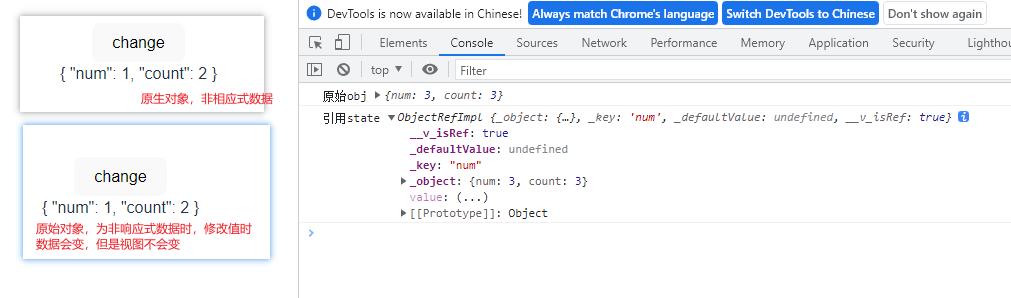 change
{ "num": 1, "count": 2 }
原生对象，非相应式数据
change
{ "num": 1, "count": 2 }
原始对象，为非响应式数据时，修改值时
数据会变，但是视图不会变
DevTools is now available in Chinese! Always match Chrome's language Switch DevTools to Chinese Don't show again
Elements Console Sources Network Performance Memory Application Security Lighthou
top Filter
原始obj {num: 3, count: 3}
引用state ObjectRefImpl {_object: {…}, _key: 'num', _defaultValue: undefined, __v_isRef: true}
__v_isRef: true
_defaultValue: undefined
_key: "num"
_object: {num: 3, count: 3}
value: (...)
[[Prototype]]: Object